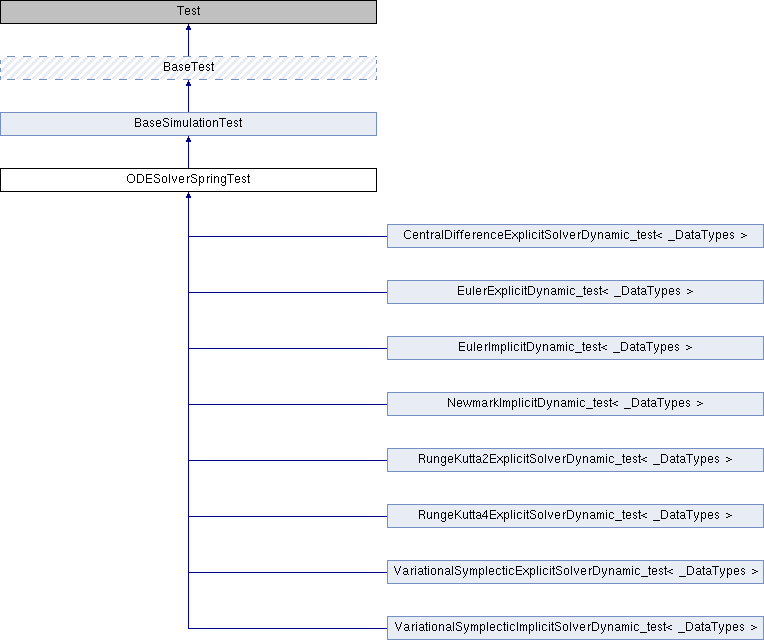 Test
BaseTest
BaseSimulationTest
ODESolverSpringTest
CentralDifferenceExplicitSolverDynamic_test< _DataTypes >
EulerExplicitDynamic_test< _DataTypes >
EulerImplicitDynamic_test< _DataTypes >
NewmarkImplicitDynamic_test< _DataTypes >
RungeKutta2ExplicitSolverDynamic_test< _DataTypes >
RungeKutta4ExplicitSolverDynamic_test< _DataTypes >
VariationalSymplecticExplicitSolverDynamic_test< _DataTypes >
VariationalSymplecticImplicitSolverDynamic_test< _DataTypes >